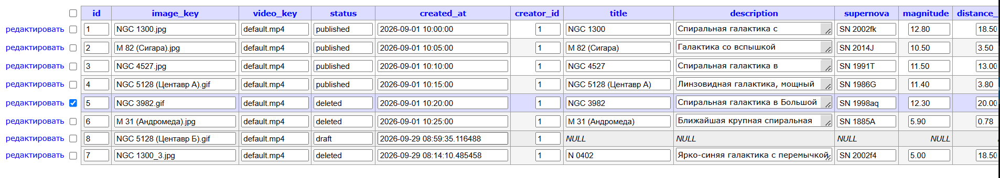 id image_key video_key status created_at creator_id title description supernova magnitude distance_
редактировать 1 NGC 1300.jpg default.mp4 published 2026-09-01 10:00:00 1 NGC 1300 Спиральная галактика с SN 2002fk 12.80 18.50
редактировать 2 M 82 (Сигара).jpg default.mp4 published 2026-09-01 10:05:00 1 M 82 (Сигара) Галактика со вспышкой SN 2014J 10.50 3.50
редактировать 3 NGC 4527.jpg default.mp4 published 2026-09-01 10:10:00 1 NGC 4527 Спиральная галактика в SN 1991T 11.50 13.00
редактировать 4 NGC 5128 (Центавр А).gif default.mp4 published 2026-09-01 10:15:00 1 NGC 5128 (Центавр А) Линзовидная галактика, мощный SN 1986G 11.40 3.80
редактировать 5 NGC 3982.gif default.mp4 deleted 2026-09-01 10:20:00 1 NGC 3982 Спиральная галактика в Большой SN 1998aq 12.30 20.00
редактировать 6 M 31 (Андромеда).jpg default.mp4 deleted 2026-09-01 10:25:00 1 M 31 (Андромеда) Ближайшая крупная спиральная SN 1885A 5.90 0.78
редактировать 8 NGC 5128 (Центавр Б).gif default.mp4 draft 2026-09-29 08:59:35.116488 1 NULL NULL NULL NULL
редактировать 7 NGC 1300_3.jpg default.mp4 deleted 2026-09-29 08:14:10.485458 1 N 0402 Ярко-синяя галактика с перемычкой, SN 2002f4 5.00 18.50